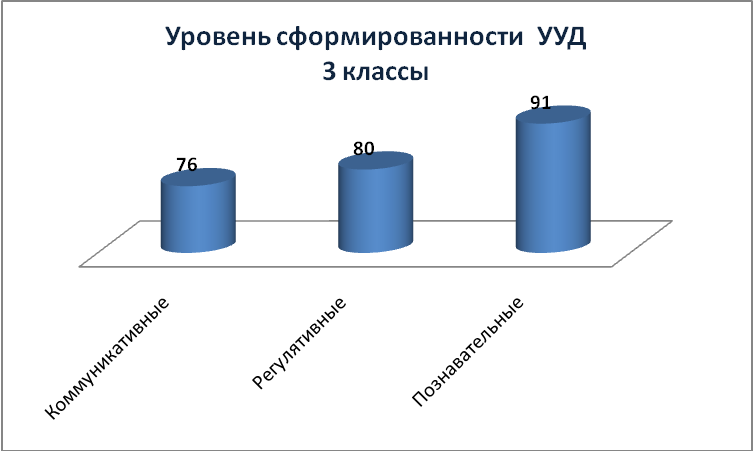 Уровень сформированности УУД
3 классы
76
80
91
Коммуникативные
Регулятивные
Познавательные